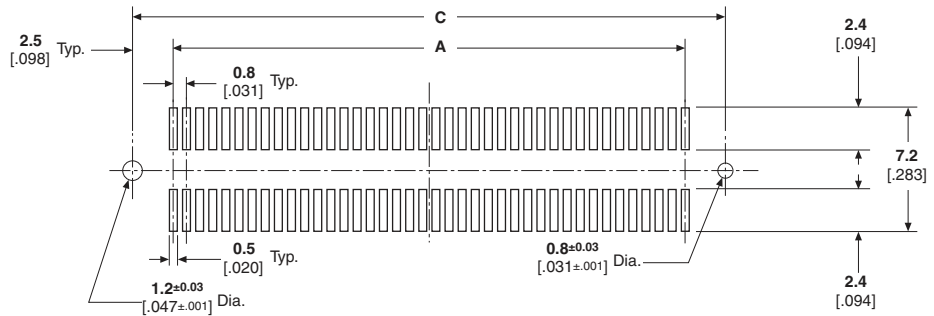 C
2.5
[.098] Typ.
2.4
[.094]
A
0.8
[.031] Typ.
7.2
[.283]
0.5
[.020] Typ.
0.8±0.03
[.031±.001] Dia.
1.2±0.03
[.047±.001] Dia.
2.4
[.094]